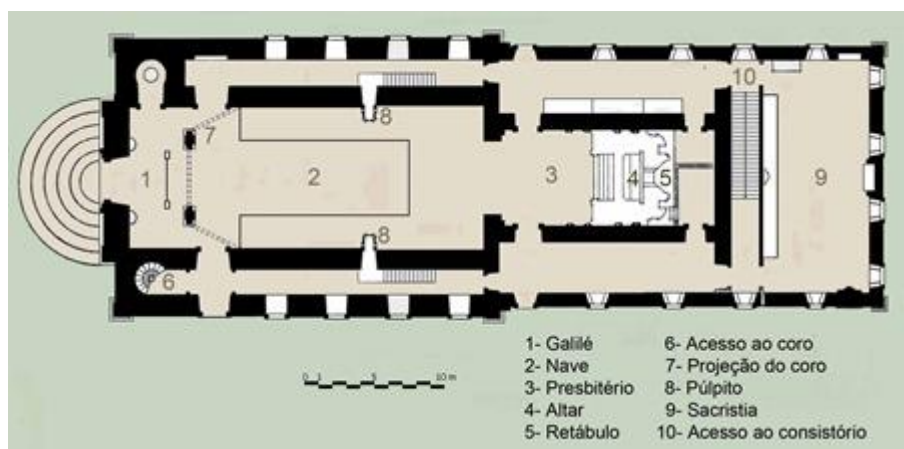 10
8
7
1
2
3
4
5
9
8
6
0 1 5 10 m
1- Galilé
2- Nave
3- Presbitério
4- Altar
5- Retábulo
6- Acesso ao coro
7- Projeção do coro
8- Púlpito
9- Sacristia
10- Acesso ao consistório